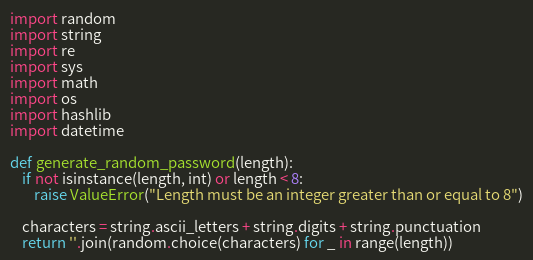 import random
import string
import re
import sys
import math
import os
import hashlib
import datetime

def generate_random_password(length):
    if not isinstance(length, int) or length < 8:
        raise ValueError("Length must be an integer greater than or equal to 8")

    characters = string.ascii_letters + string.digits + string.punctuation
    return ''.join(random.choice(characters) for _ in range(length))